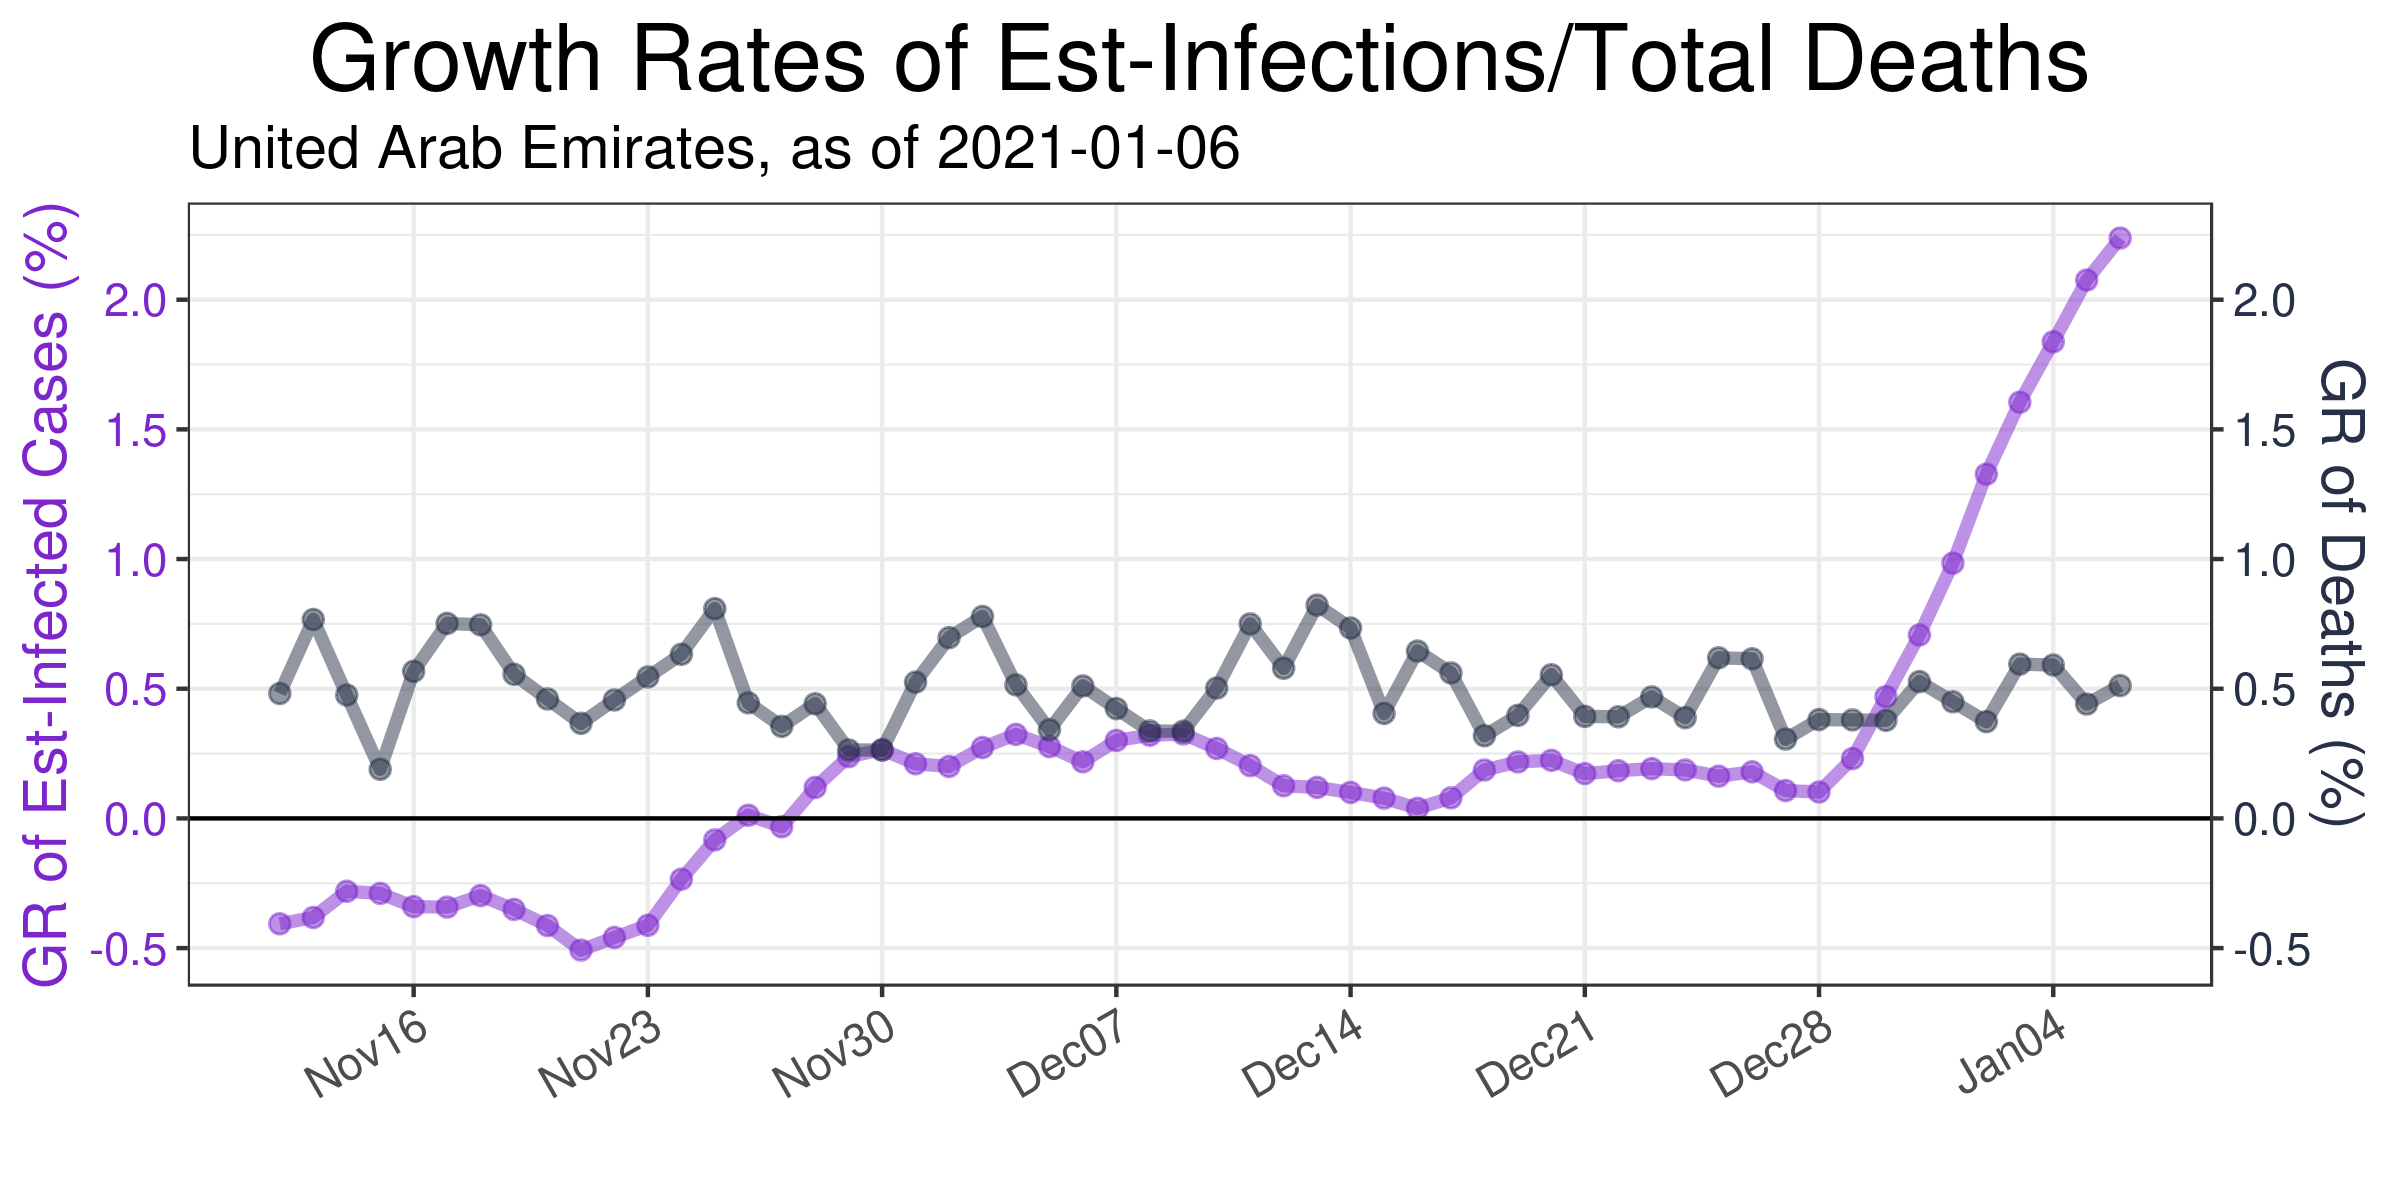 Growth Rates of Est-Infections/Total Deaths
United Arab Emirates, as of 2021-01-06
GR of Est-Infected Cases (%)
2.0
1.5
1.0
0.5
0.0
-0.5
2.0
1.5
1.0
0.5
0.0
-0.5
GR of Deaths (%)
Nov16
Nov23
Nov30
Dec07
Dec14
Dec21
Dec28
Jan04